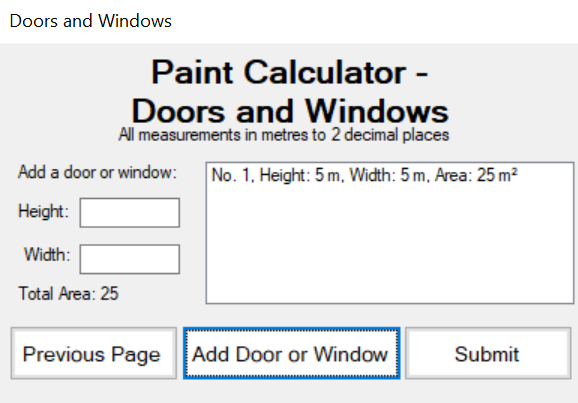 Doors and Windows
Paint Calculator -
Doors and Windows
All measurements in metres to 2 decimal places
Add a door or window:
Height:
Width:
Total Area: 25
No. 1, Height: 5 m, Width: 5 m, Area: 25 m²
Previous Page
Add Door or Window
Submit